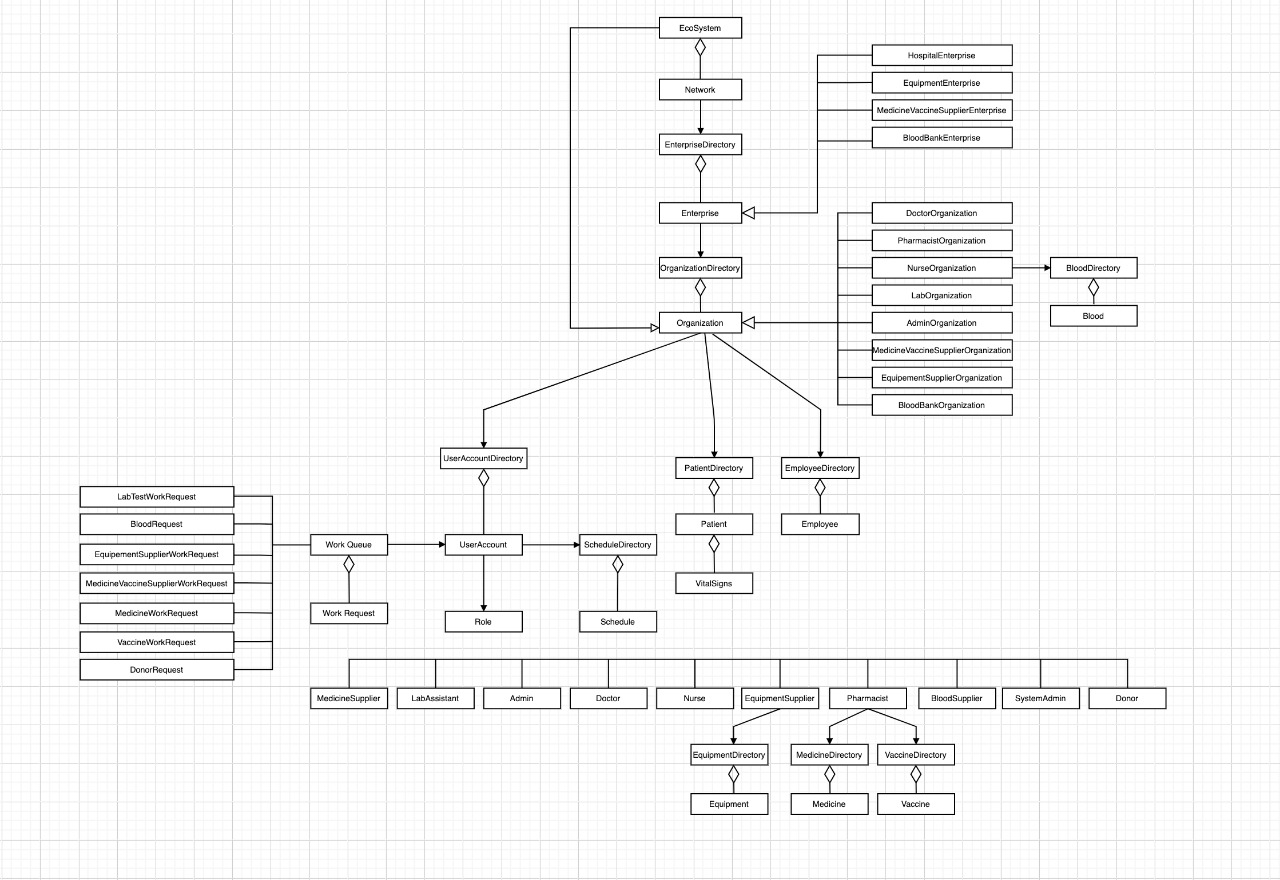 EcoSystem
HospitalEnterprise
EquipmentEnterprise
Network
MedicineVaccineSupplierEnterprise
BloodBankEnterprise
EnterpriseDirectory
Enterprise
DoctorOrganization
PharmacistOrganization
OrganizationDirectory
NurseOrganization
BloodDirectory
LabOrganization
Blood
Organization
AdminOrganization
MedicineVaccineSupplierOrganization
EquipementSupplierOrganization
BloodBankOrganization
UserAccountDirectory
PatientDirectory
EmployeeDirectory
LabTestWorkRequest
BloodRequest
Patient
Employee
EquipementSupplierWorkRequest
Work Queue
UserAccount
ScheduleDirectory
MedicineVaccineSupplierWorkRequest
VitalSigns
MedicineWorkRequest
Work Request
Role
Schedule
VaccineWorkRequest
DonorRequest
MedicineSupplier
LabAssistant
Admin
Doctor
Nurse
EquipmentSupplier
Pharmacist
BloodSupplier
SystemAdmin
Donor
EquipmentDirectory
MedicineDirectory
VaccineDirectory
Equipment
Medicine
Vaccine